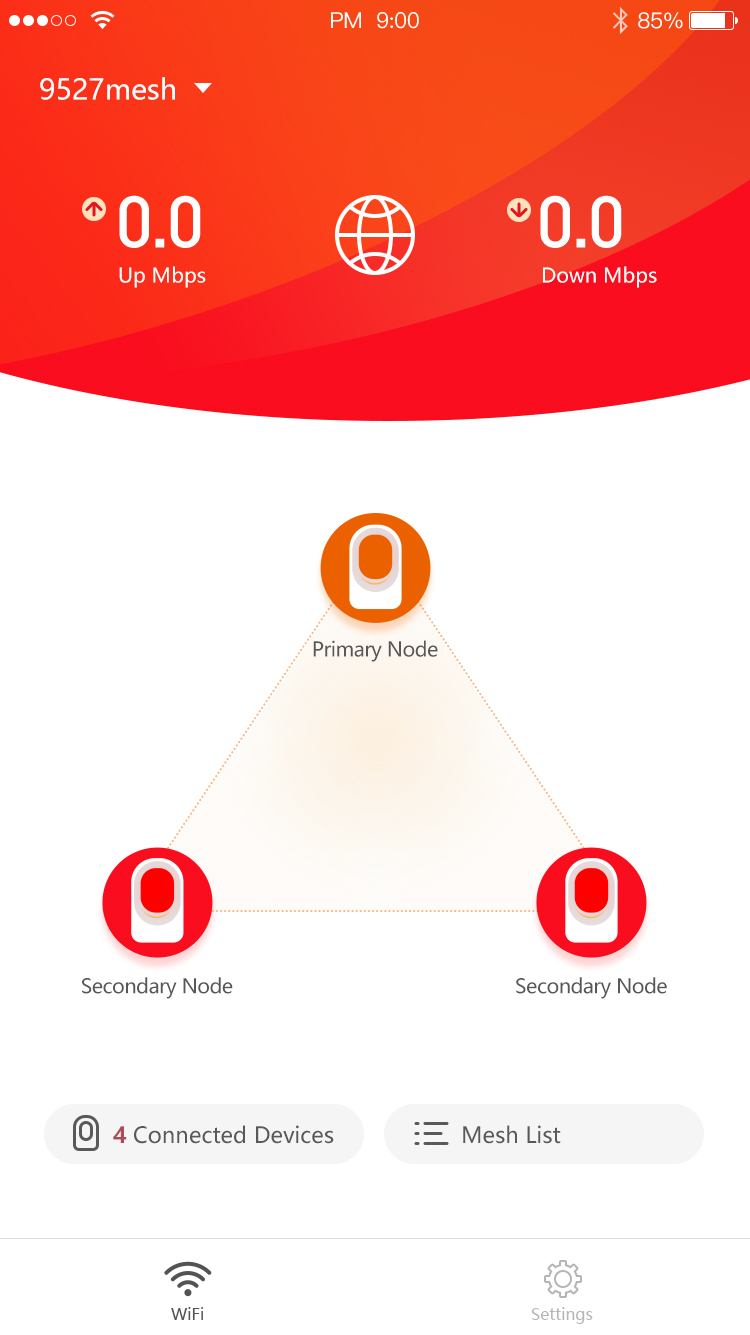 PM 9:00 85%
9527mesh
0.0 0.0
Up Mbps Down Mbps
Primary Node
Secondary Node Secondary Node
4 Connected Devices Mesh List
WiFi Settings